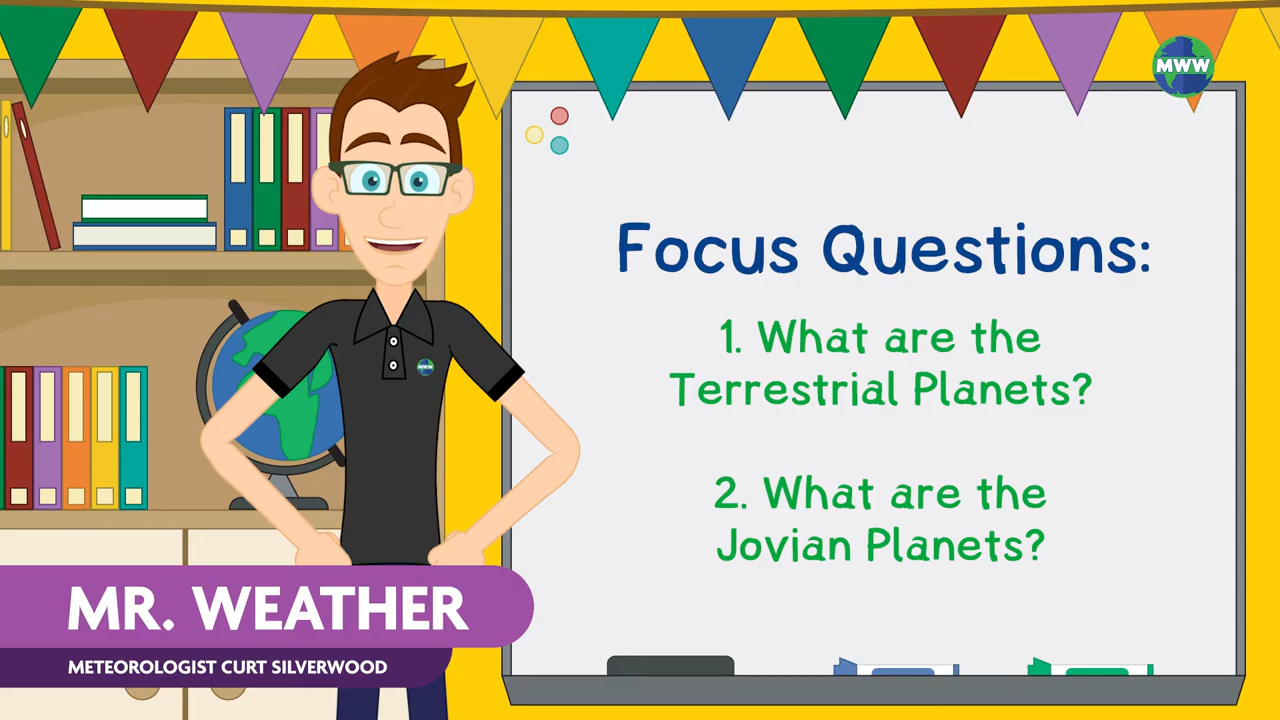 MWW
Focus Questions:
1. What are the
Terrestrial Planets?
2. What are the
Jovian Planets?
MR. WEATHER
METEOROLOGIST CURT SILVERWOOD